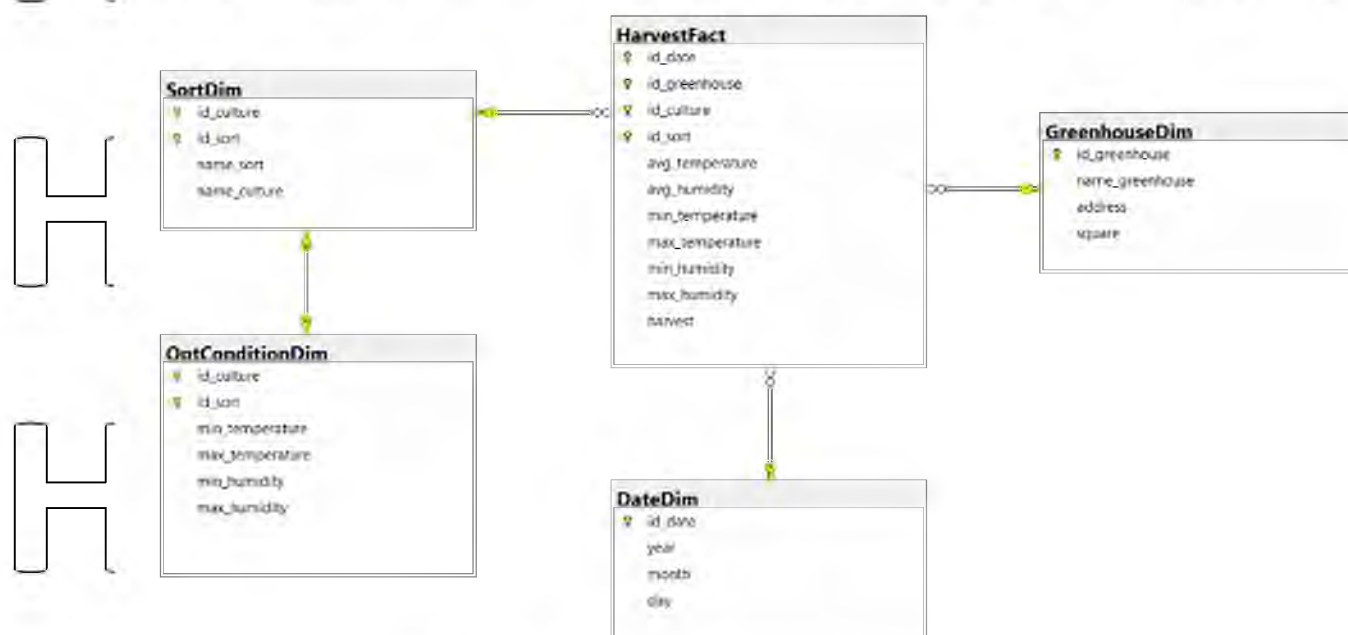 HarvestFact
id_date
id_greenhouse
id_culture
id_sort
avg_temperature
avg_humidity
min_temperature
max_temperature
min_humidity
max_humidity
harvest
SortDim
id_culture
id_sort
name_sort
name_culture
GreenhouseDim
id_greenhouse
name_greenhouse
address
square
OptConditionDim
id_culture
id_sort
min_temperature
max_temperature
min_humidity
max_humidity
DateDim
id_date
year
month
day
H
H